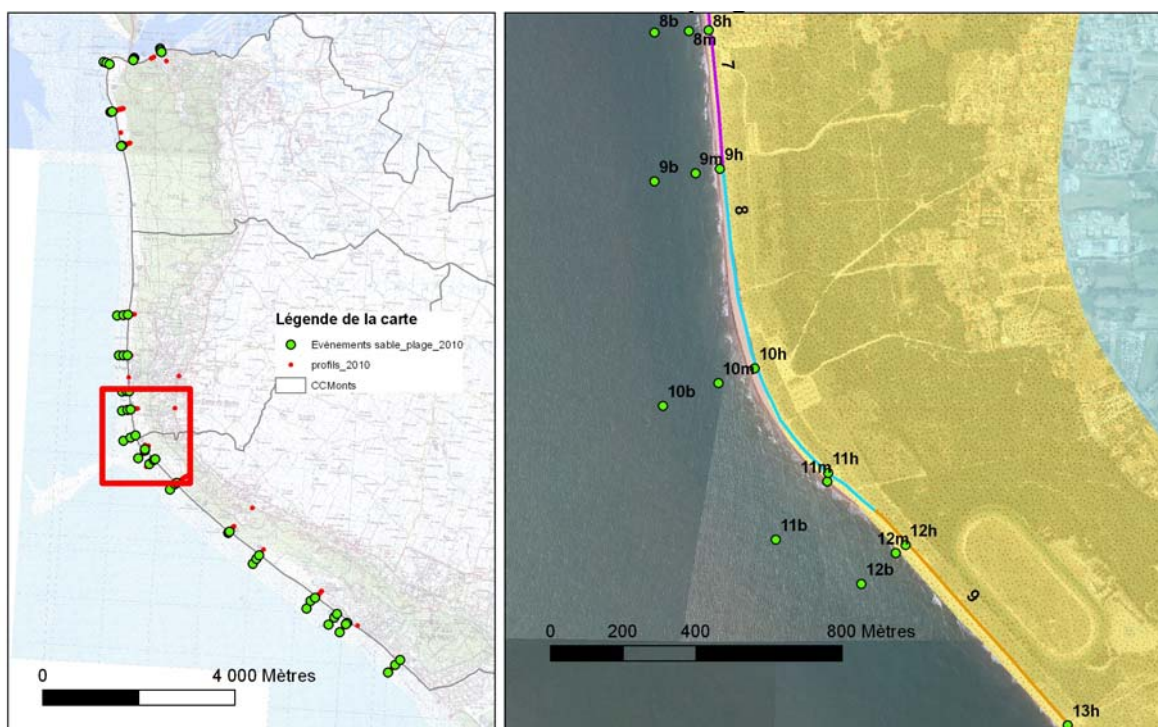 Légende de la carte
Evénements sable_plage_2010
profils_2010
CCMonts
0 4 000 Mètres
8b
8m
8h
7
9b
9m
9h
8
10h
10m
10b
11h
11m
11b
12h
12m
12b
9
0 200 400 800 Mètres
13h